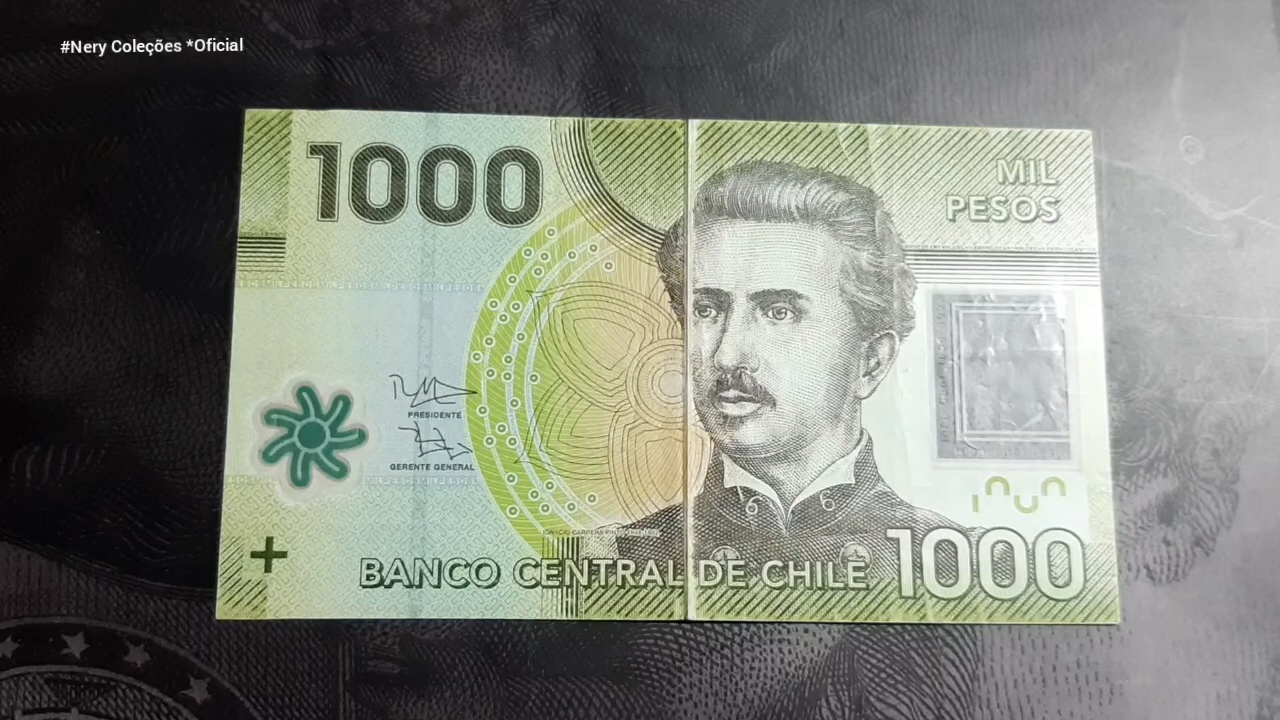 #Nery Coleções *Oficial
1000
MIL
PESOS
PRESIDENTE
GERENTE GENERAL
BANCO CENTRAL DE CHILE
1000